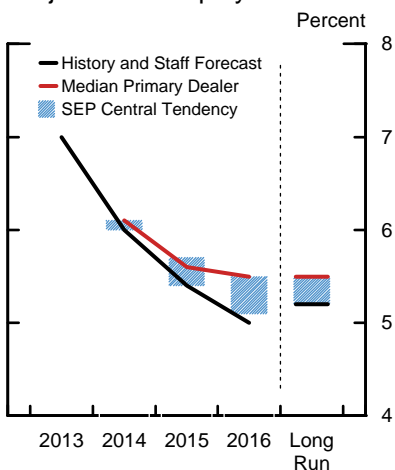 Percent
8
History and Staff Forecast
Median Primary Dealer
SEP Central Tendency
7
6
5
4
2013 2014 2015 2016 Long
Run